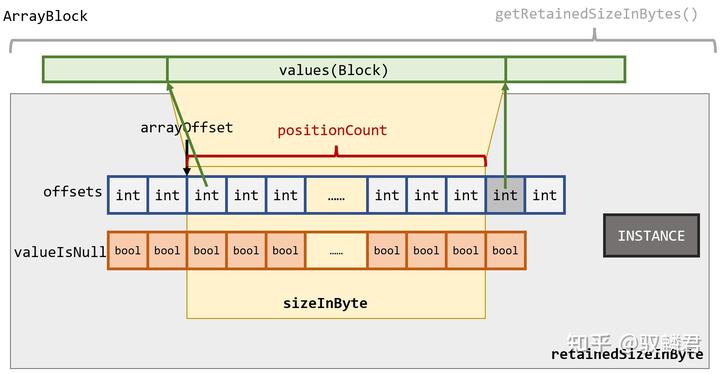 ArrayBlock
getRetainedSizeInBytes()
values(Block)
arrayOffset
positionCount
offsets int int int int int ...... int int int int int
valueIsNull bool bool bool bool bool ...... bool bool bool bool
INSTANCE
sizeInByte
知乎 @驭麟君
retainedSizeInByte